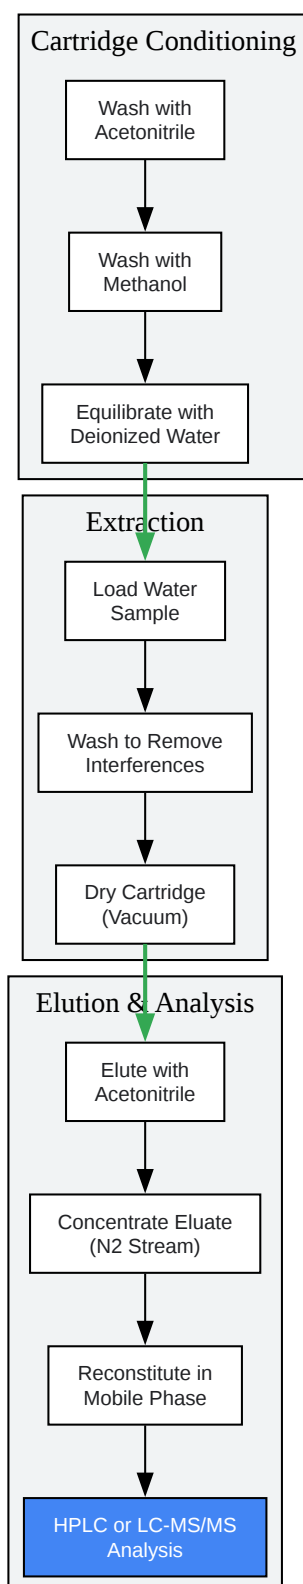 Cartridge Conditioning
Wash with
Acetonitrile
Wash with
Methanol
Equilibrate with
Deionized Water
Extraction
Load Water
Sample
Wash to Remove
Interferences
Dry Cartridge
(Vacuum)
Elution & Analysis
Elute with
Acetonitrile
Concentrate Eluate
(N2 Stream)
Reconstitute in
Mobile Phase
HPLC or LC-MS/MS
Analysis